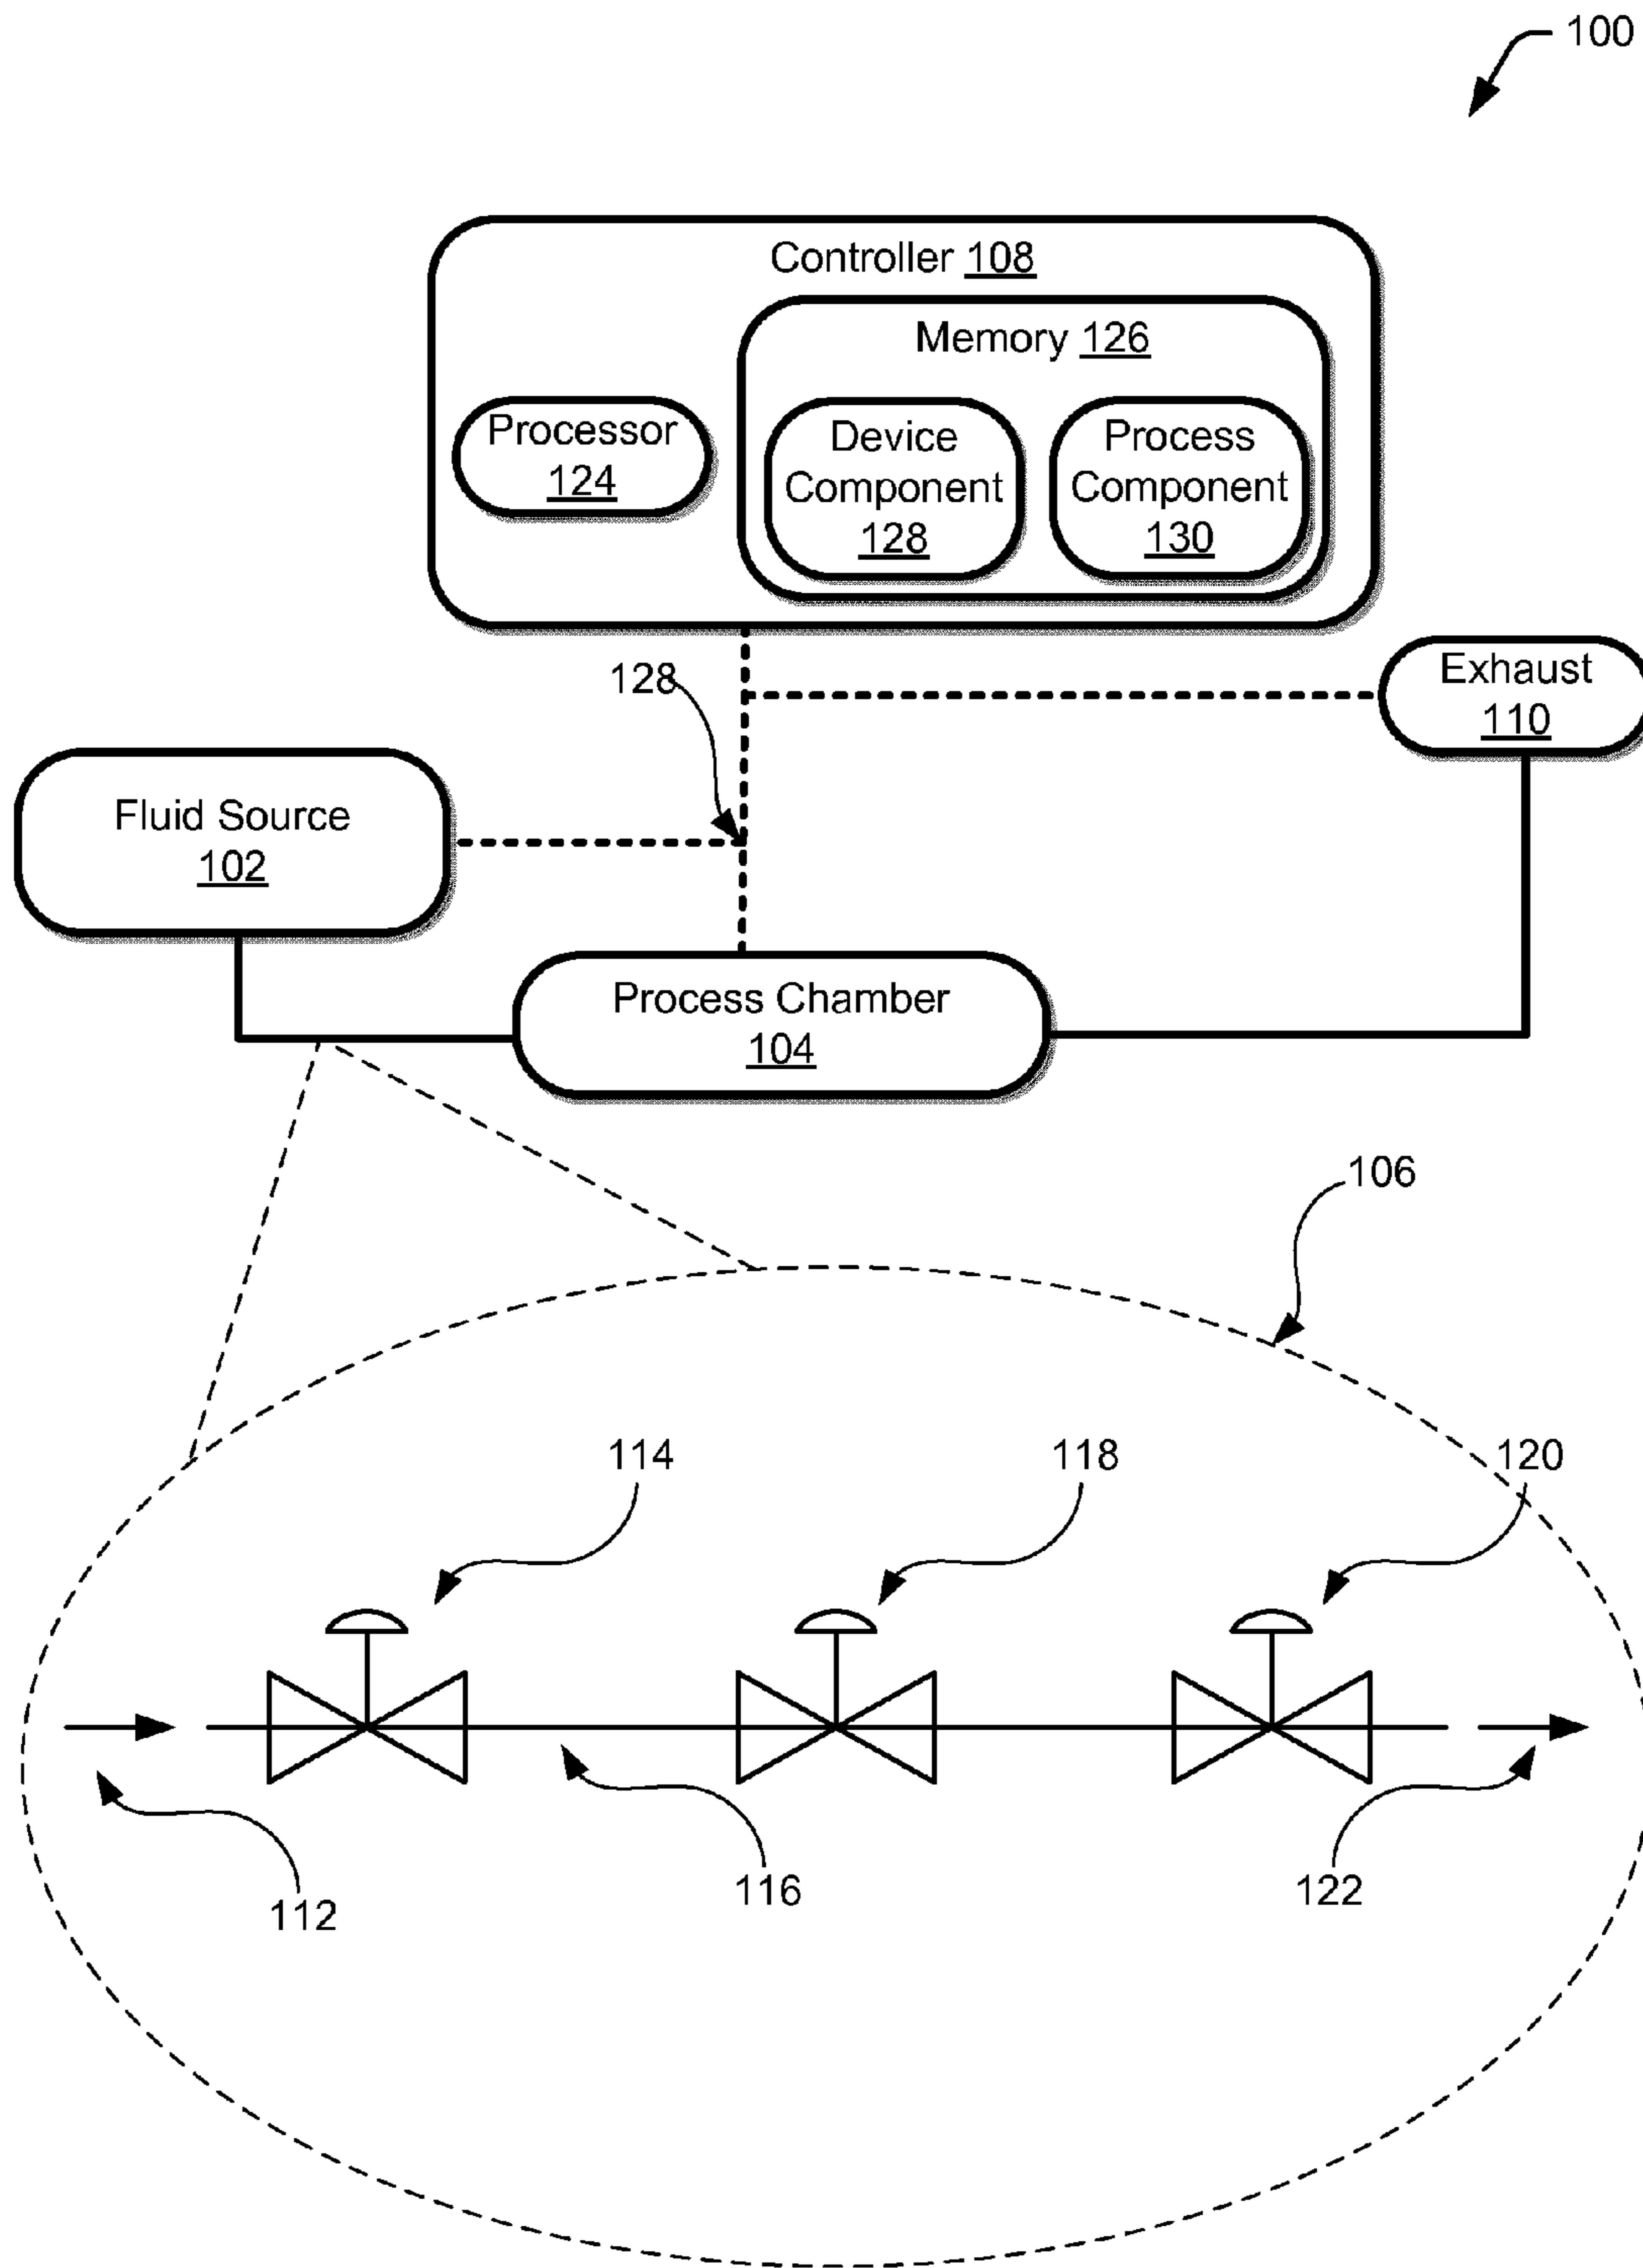 100
Controller 108
Memory 126
Processor
124
Device
Component
128
Process
Component
130
128
Exhaust
110
Fluid Source
102
Process Chamber
104
106
114
118
120
112
116
122